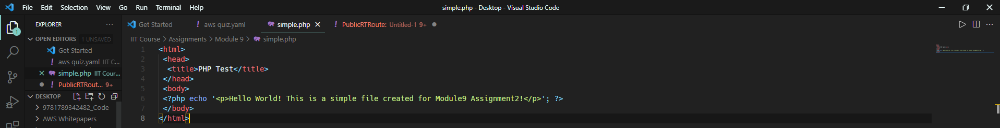 File Edit Selection View Go Run Terminal Help simple.php - Desktop - Visual Studio Code
EXPLORER ··· Get Started ! aws quiz.yaml simple.php ! PublicRTRoute: Untitled-1 9+ ···
1
OPEN EDITORS 1 UNSAVED
IIT Course > Assignments > Module 9 > simple.php
Get Started
! aws quiz.yaml IIT C...
simple.php IIT Cour...
! PublicRTRout... 9+
DESKTOP
9781789342482_Code
AWS Whitepapers
1 <html>
2 <head>
3 <title>PHP Test</title>
4 </head>
5 <body>
6 <?php echo '<p>Hello World! This is a simple file created for Module9 Assignment2!</p>'; ?>
7 </body>
8 </html>